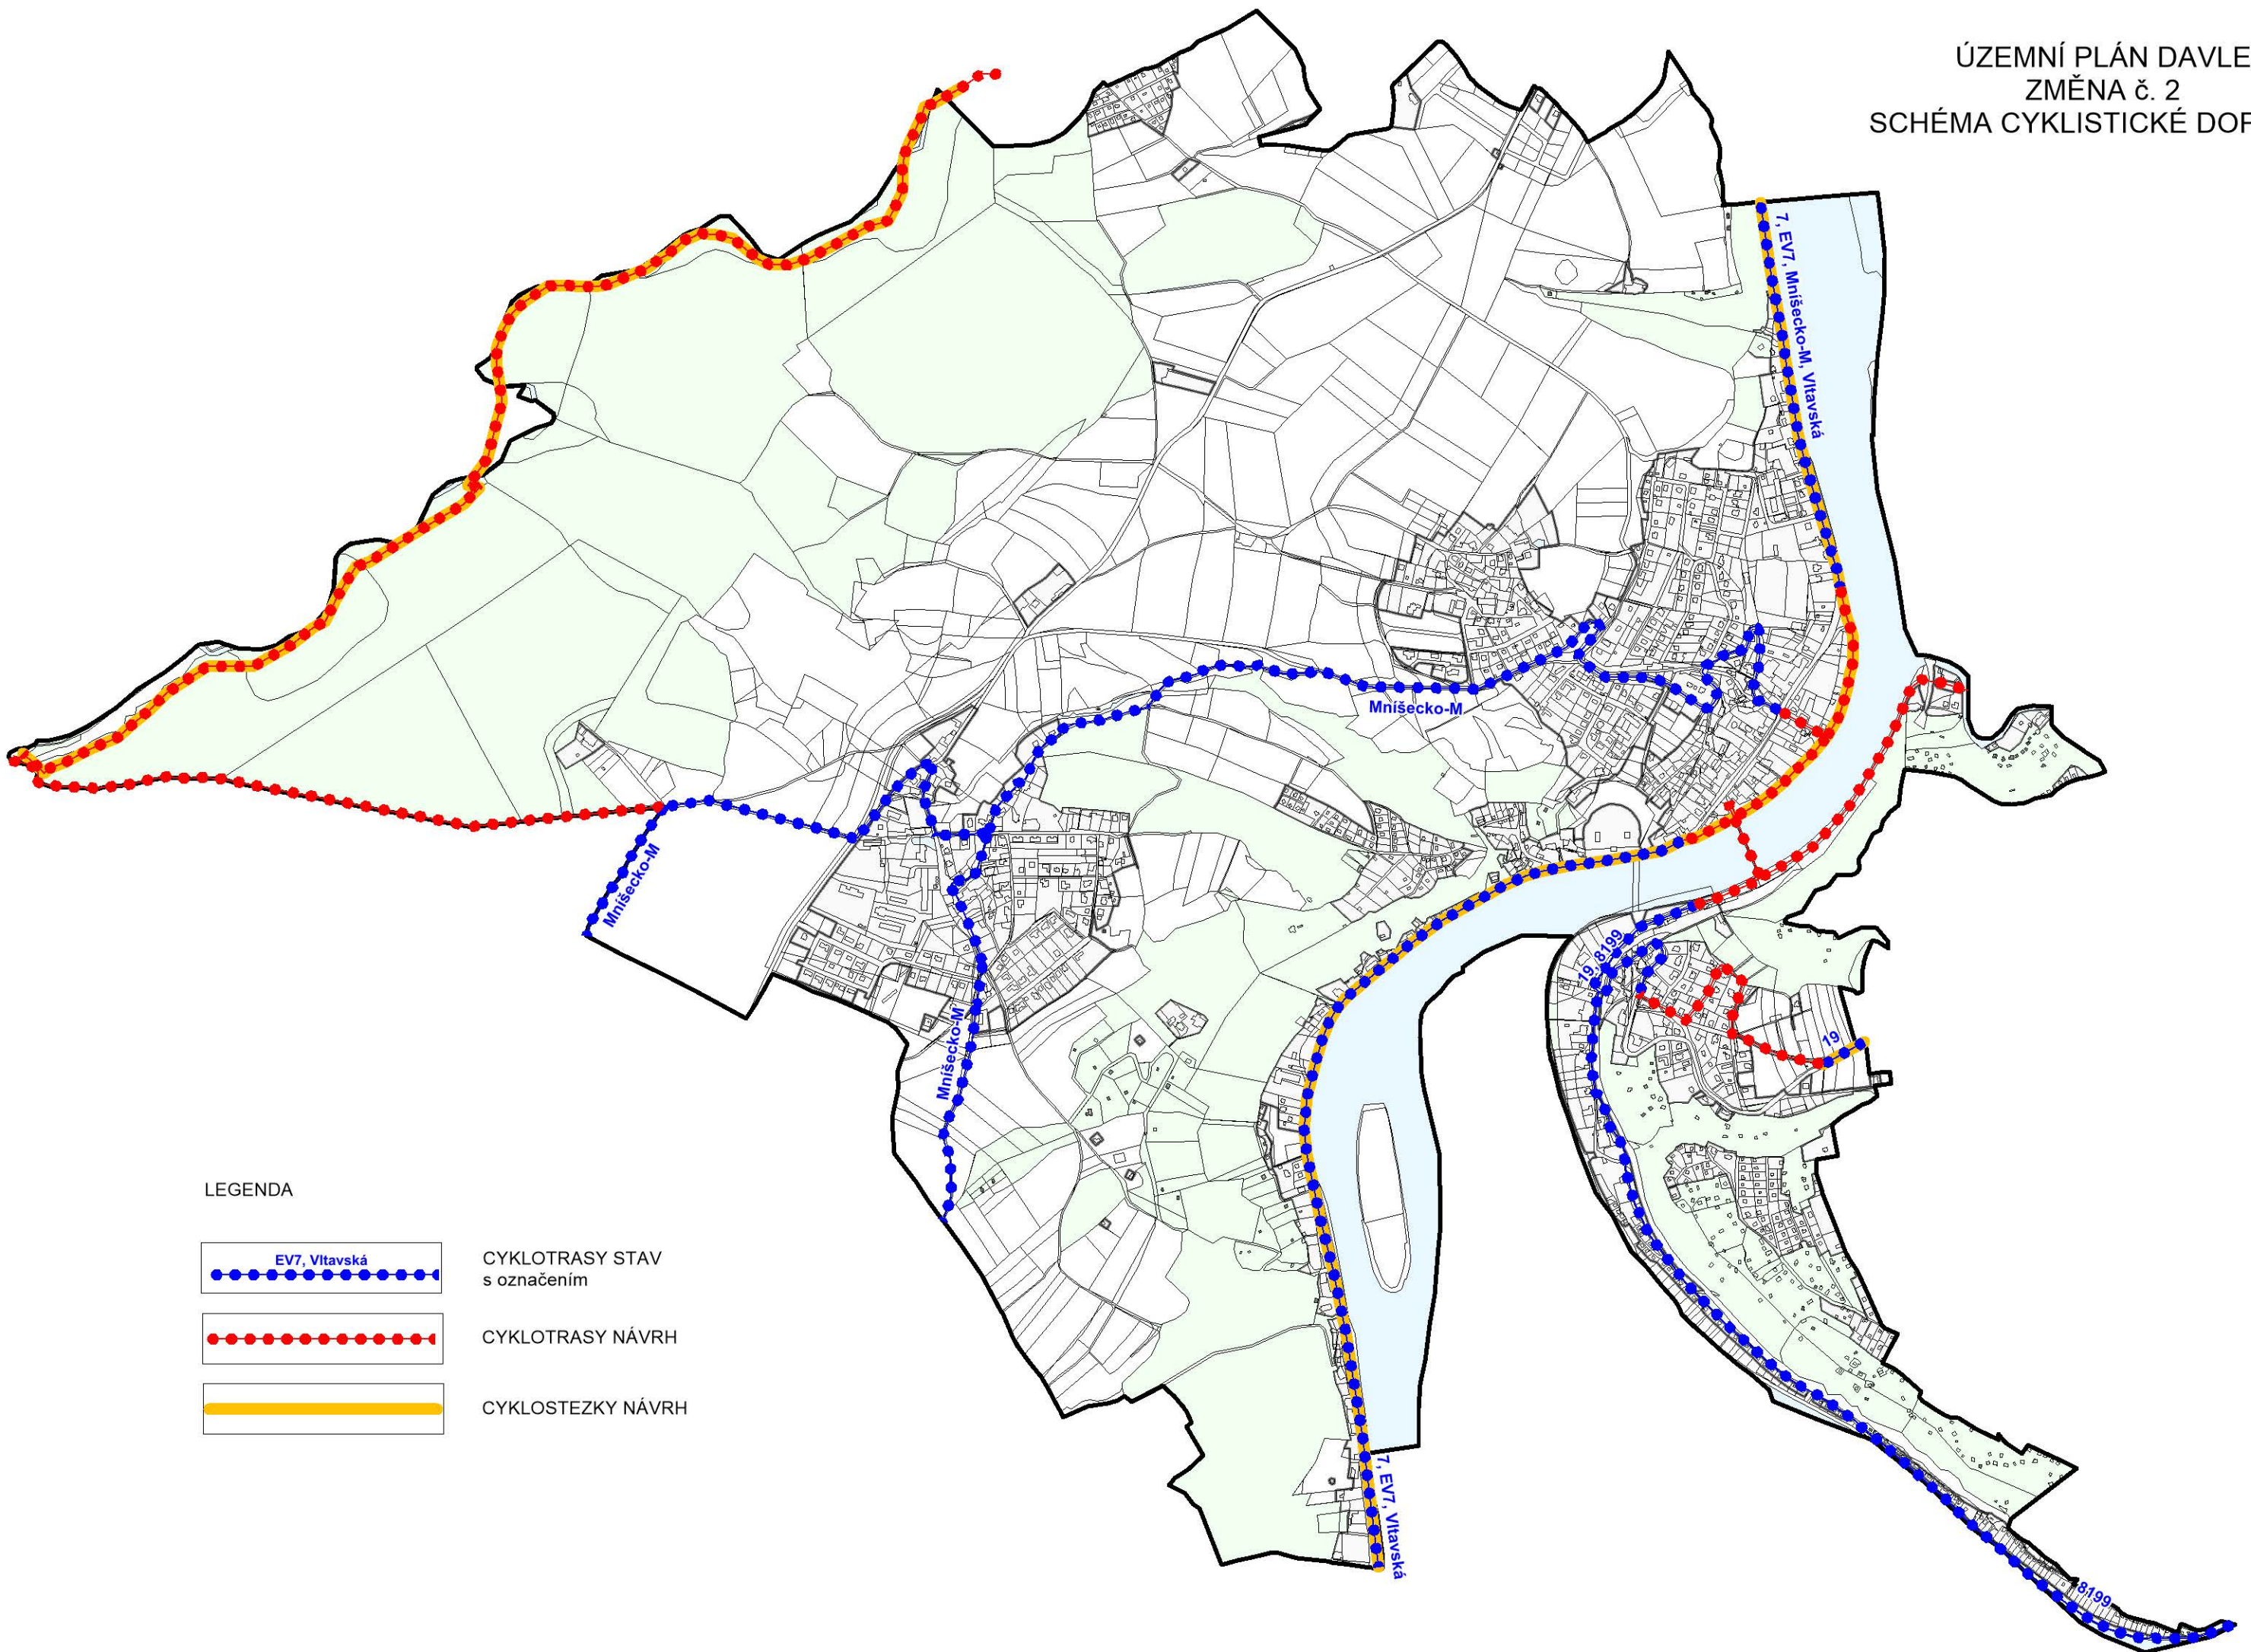 ÚZEMNÍ PLÁN DAVLE
ZMĚNA č. 2
SCHÉMA CYKLISTICKÉ
7, EV7, Mníšecko-M, Vltavská
Mníšecko-M
Mníšecko-M
19, 8199
19
Mníšecko-M
7, EV7, Vltavská
8199
LEGENDA
EV7, Vltavská
CYKLOTRASY STAV
s označením
CYKLOTRASY NÁVRH
CYKLOSTEZKY NÁVRH